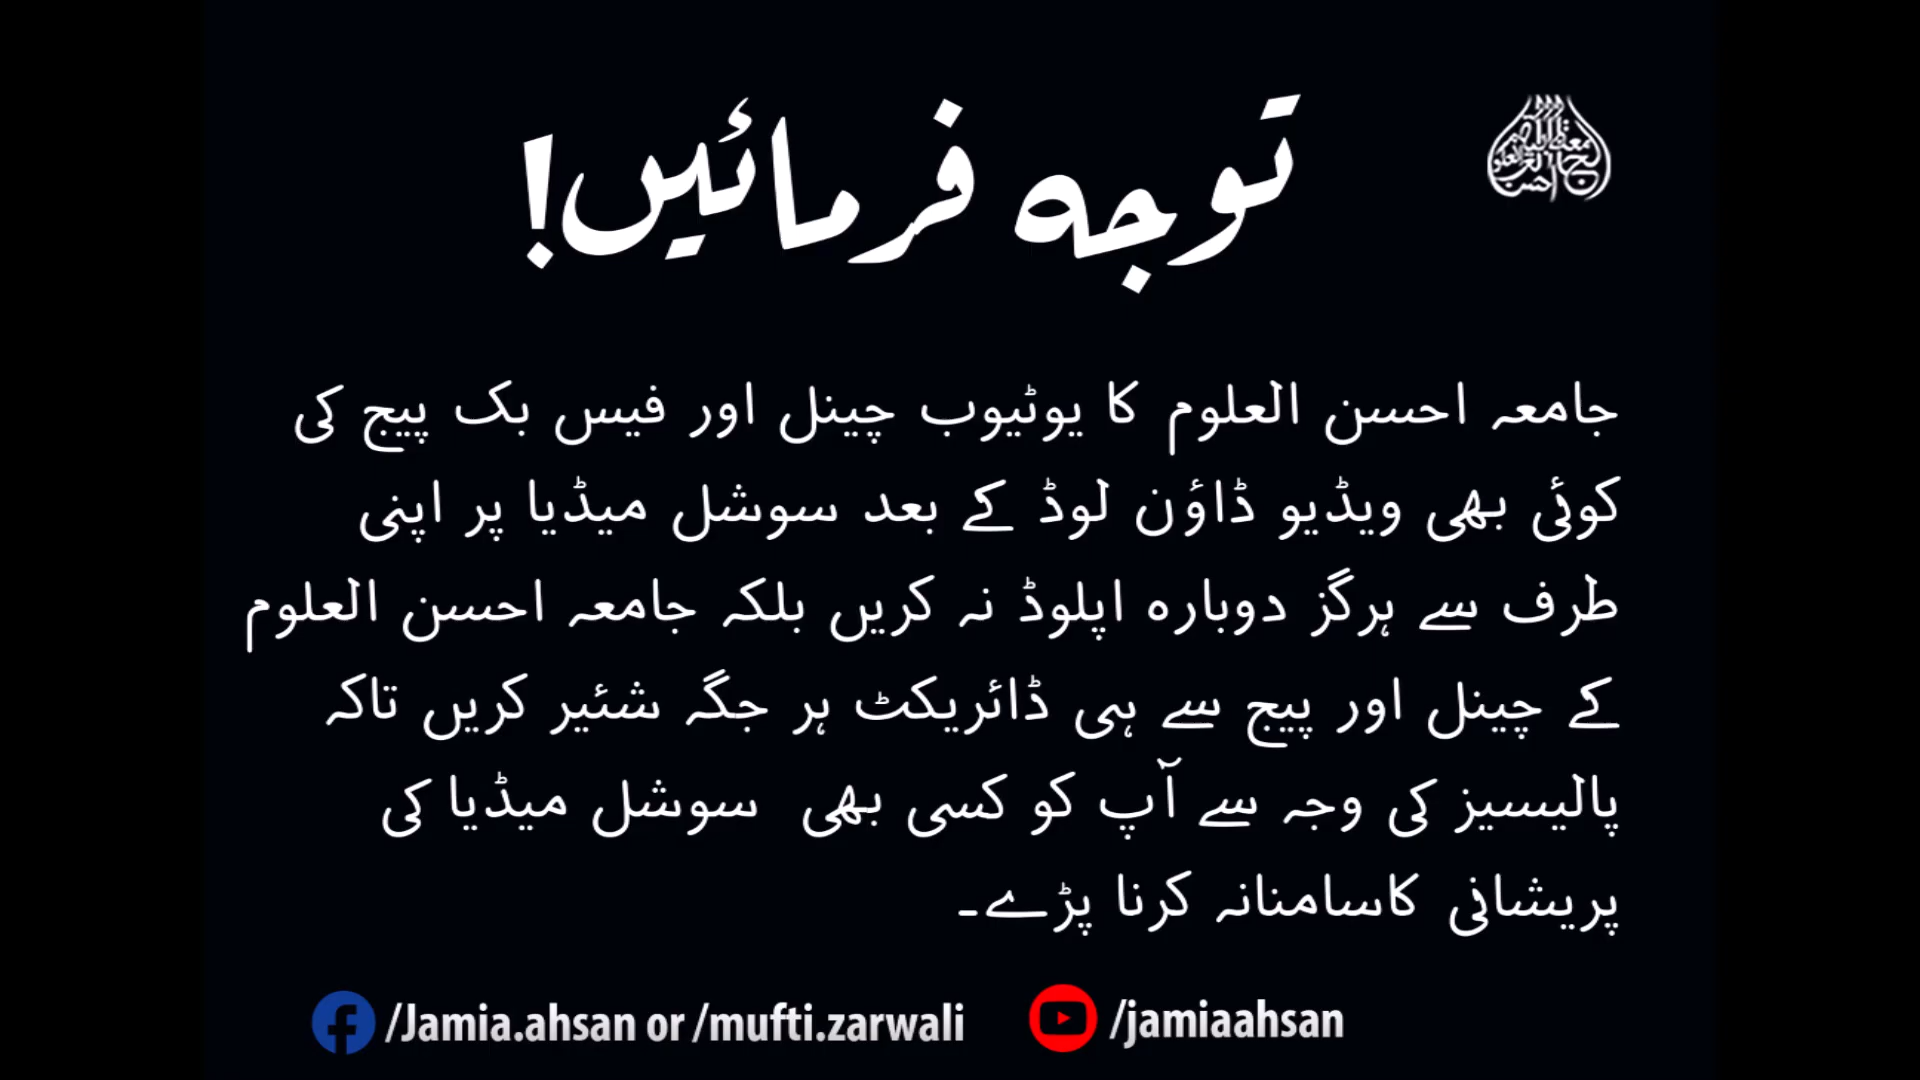 توجہ فرمائیں!
جامعہ احسن العلوم کا یوٹیوب چینل اور فیس بک پیج کی
کوئی بھی ویڈیو ڈاؤن لوڈ کے بعد سوشل میڈیا پر اپنی
طرف سے ہرگز دوبارہ اپلوڈ نہ کریں بلکہ جامعہ احسن العلوم
کے چینل اور پیج سے ہی ڈائریکٹ ہر جگہ شئیر کریں تاکہ
پالیسیز کی وجہ سے آپ کو کسی بھی سوشل میڈیا کی
پریشانی کاسامنانہ کرنا پڑے۔
/Jamia.ahsan or /mufti.zarwali /jamiaahsan